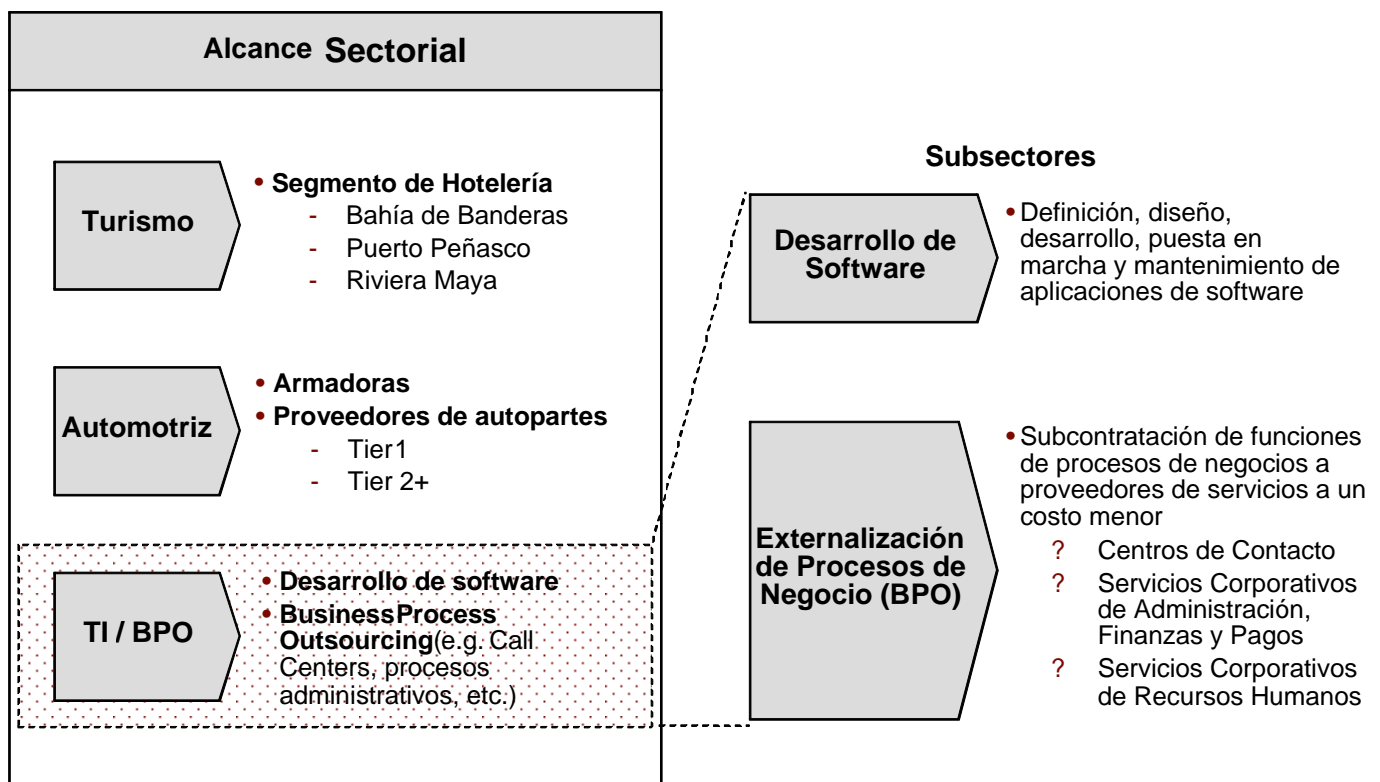 Alcance Sectorial
Turismo
• Segmento de Hotelería
- Bahía de Banderas
- Puerto Peñasco
- Riviera Maya
Automotriz
• Armadoras
• Proveedores de autopartes
- Tier1
- Tier 2+
TI / BPO
• Desarrollo de software
• BusinessProcess
Outsourcing(e.g. Call
Centers, procesos
administrativos, etc.)
Subsectores
Desarrollo de
Software
• Definición, diseño,
desarrollo, puesta en
marcha y mantenimiento de
aplicaciones de software
Externalización
de Procesos de
Negocio (BPO)
• Subcontratación de funciones
de procesos de negocios a
proveedores de servicios a un
costo menor
? Centros de Contacto
? Servicios Corporativos
de Administración,
Finanzas y Pagos
? Servicios Corporativos
de Recursos Humanos